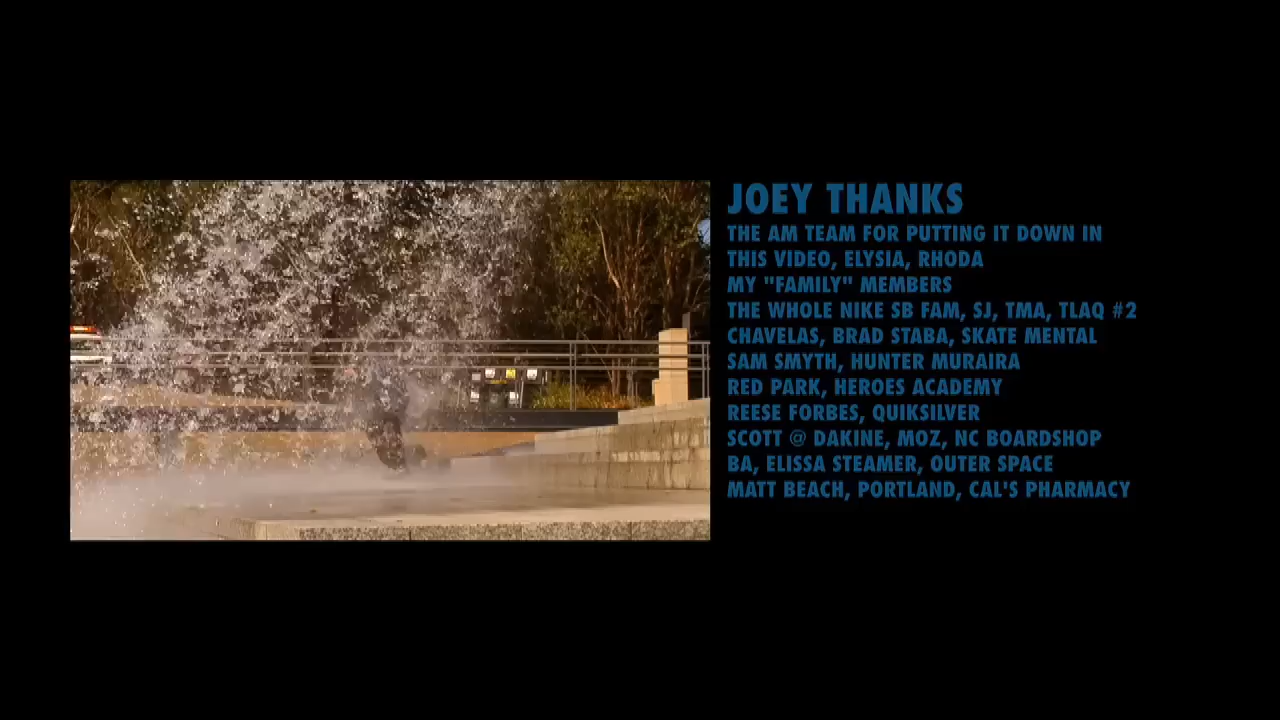 JOEY THANKS
THE AM TEAM FOR PUTTING IT DOWN IN
THIS VIDEO, ELYSIA, RHODA
MY "FAMILY" MEMBERS
THE WHOLE NIKE SB FAM, SJ, TMA, TLAQ #2
CHAVELAS, BRAD STABA, SKATE MENTAL
SAM SMYTH, HUNTER MURAIRA
RED PARK, HEROES ACADEMY
REESE FORBES, QUIKSILVER
SCOTT @ DAKINE, MOZ, NC BOARDSHOP
BA, ELISSA STEAMER, OUTER SPACE
MATT BEACH, PORTLAND, CAL'S PHARMACY